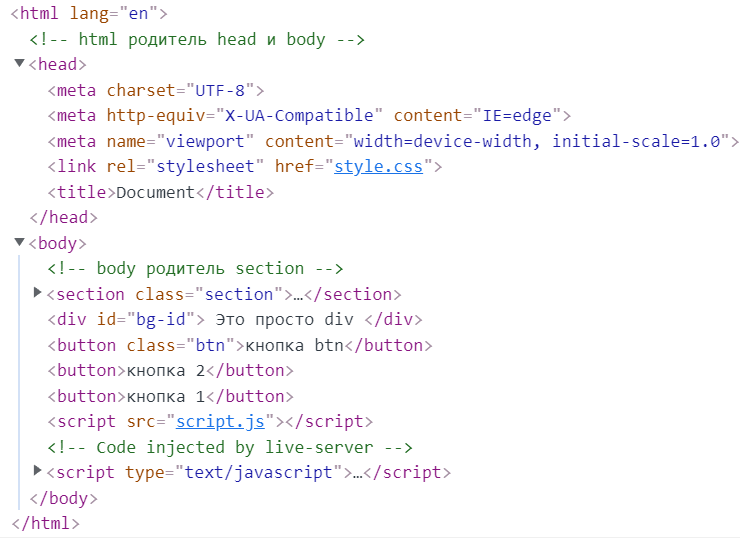 <html lang="en">
<!-- html родитель head и body -->
<head>
<meta charset="UTF-8">
<meta http-equiv="X-UA-Compatible" content="IE=edge">
<meta name="viewport" content="width=device-width, initial-scale=1.0">
<link rel="stylesheet" href="style.css">
<title>Document</title>
</head>
<body>
<!-- body родитель section -->
<section class="section">…</section>
<div id="bg-id"> Это просто div </div>
<button class="btn">кнопка btn</button>
<button>кнопка 2</button>
<button>кнопка 1</button>
<script src="script.js"></script>
<!-- Code injected by live-server -->
<script type="text/javascript">…</script>
</body>
</html>